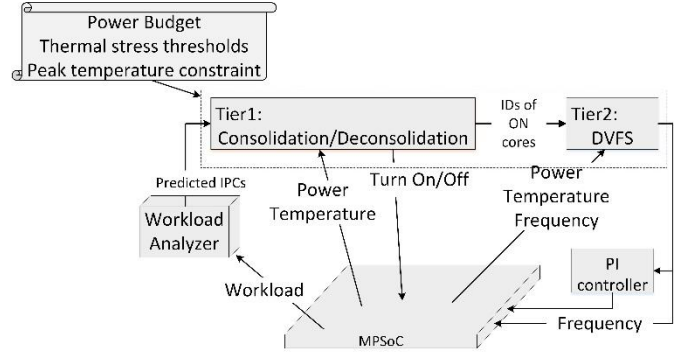 Power Budget
Thermal stress thresholds
Peak temperature constraint
Tier1:
Consolidation/Deconsolidation
IDs of
ON
cores
Tier2:
DVFS
Predicted IPCs
Power
Temperature
Turn On/Off
Power
Temperature
Frequency
Workload
Analyzer
Workload
PI
controller
Frequency
MPSoC